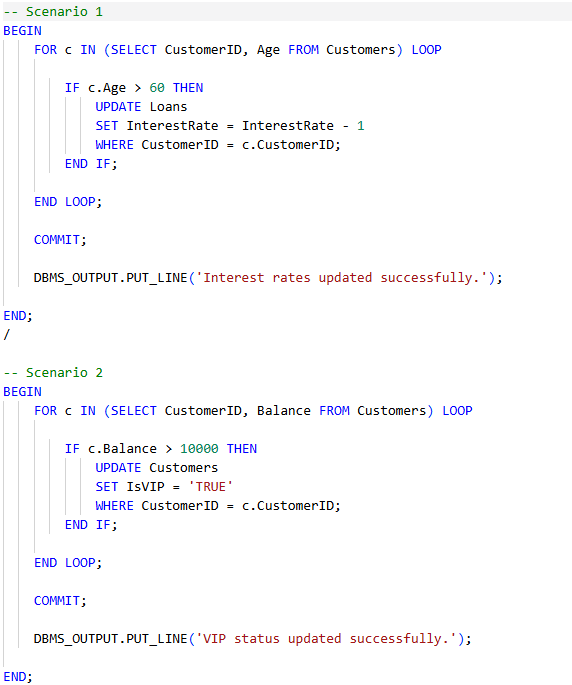 -- Scenario 1
BEGIN
    FOR c IN (SELECT CustomerID, Age FROM Customers) LOOP

        IF c.Age > 60 THEN
            UPDATE Loans
            SET InterestRate = InterestRate - 1
            WHERE CustomerID = c.CustomerID;
        END IF;

    END LOOP;

    COMMIT;

    DBMS_OUTPUT.PUT_LINE('Interest rates updated successfully.');

END;
/

-- Scenario 2
BEGIN
    FOR c IN (SELECT CustomerID, Balance FROM Customers) LOOP

        IF c.Balance > 10000 THEN
            UPDATE Customers
            SET IsVIP = 'TRUE'
            WHERE CustomerID = c.CustomerID;
        END IF;

    END LOOP;

    COMMIT;

    DBMS_OUTPUT.PUT_LINE('VIP status updated successfully.');

END;